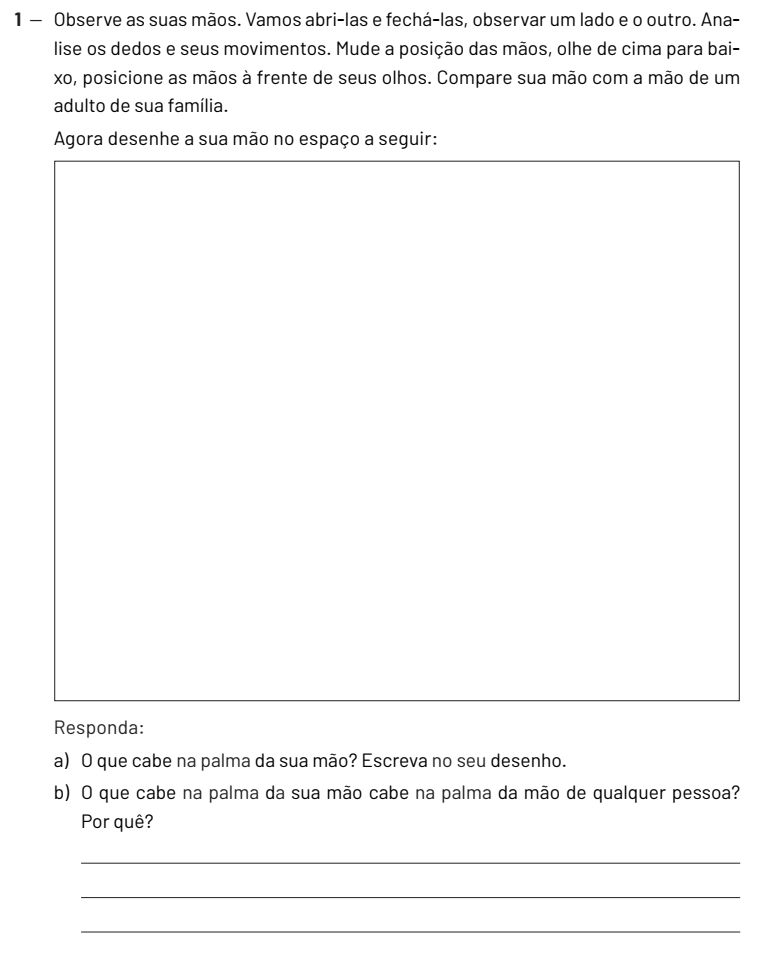 1 — Observe as suas mãos. Vamos abri-las e fechá-las, observar um lado e o outro. Ana-
lise os dedos e seus movimentos. Mude a posição das mãos, olhe de cima para bai-
xo, posicione as mãos à frente de seus olhos. Compare sua mão com a mão de um
adulto de sua família.
Agora desenhe a sua mão no espaço a seguir:
Responda:
a) O que cabe na palma da sua mão? Escreva no seu desenho.
b) O que cabe na palma da sua mão cabe na palma da mão de qualquer pessoa?
Por quê?